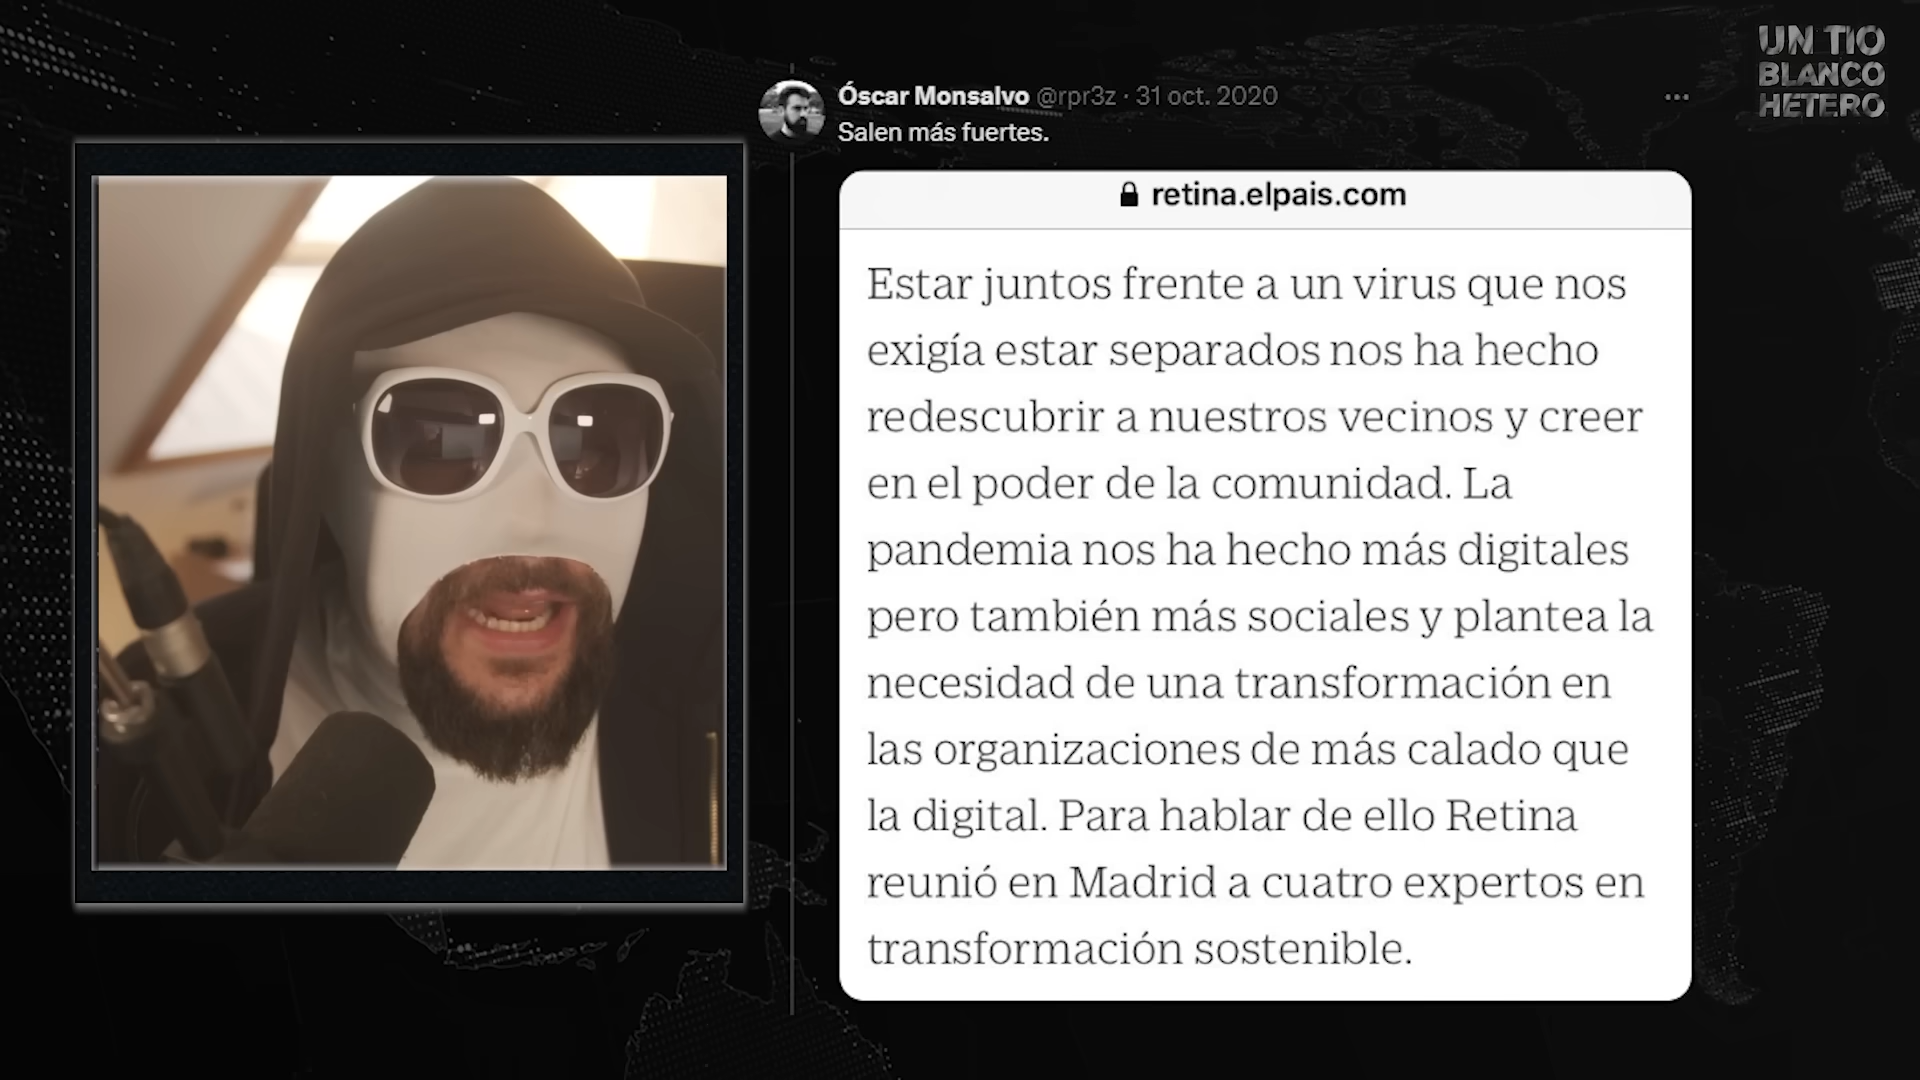 UN TIO
BLANCO
HETERO
Óscar Monsalvo @rpr3z · 31 oct. 2020
Salen más fuertes.
retina.elpais.com
Estar juntos frente a un virus que nos
exigía estar separados nos ha hecho
redescubrir a nuestros vecinos y creer
en el poder de la comunidad. La
pandemia nos ha hecho más digitales
pero también más sociales y plantea la
necesidad de una transformación en
las organizaciones de más calado que
la digital. Para hablar de ello Retina
reunió en Madrid a cuatro expertos en
transformación sostenible.